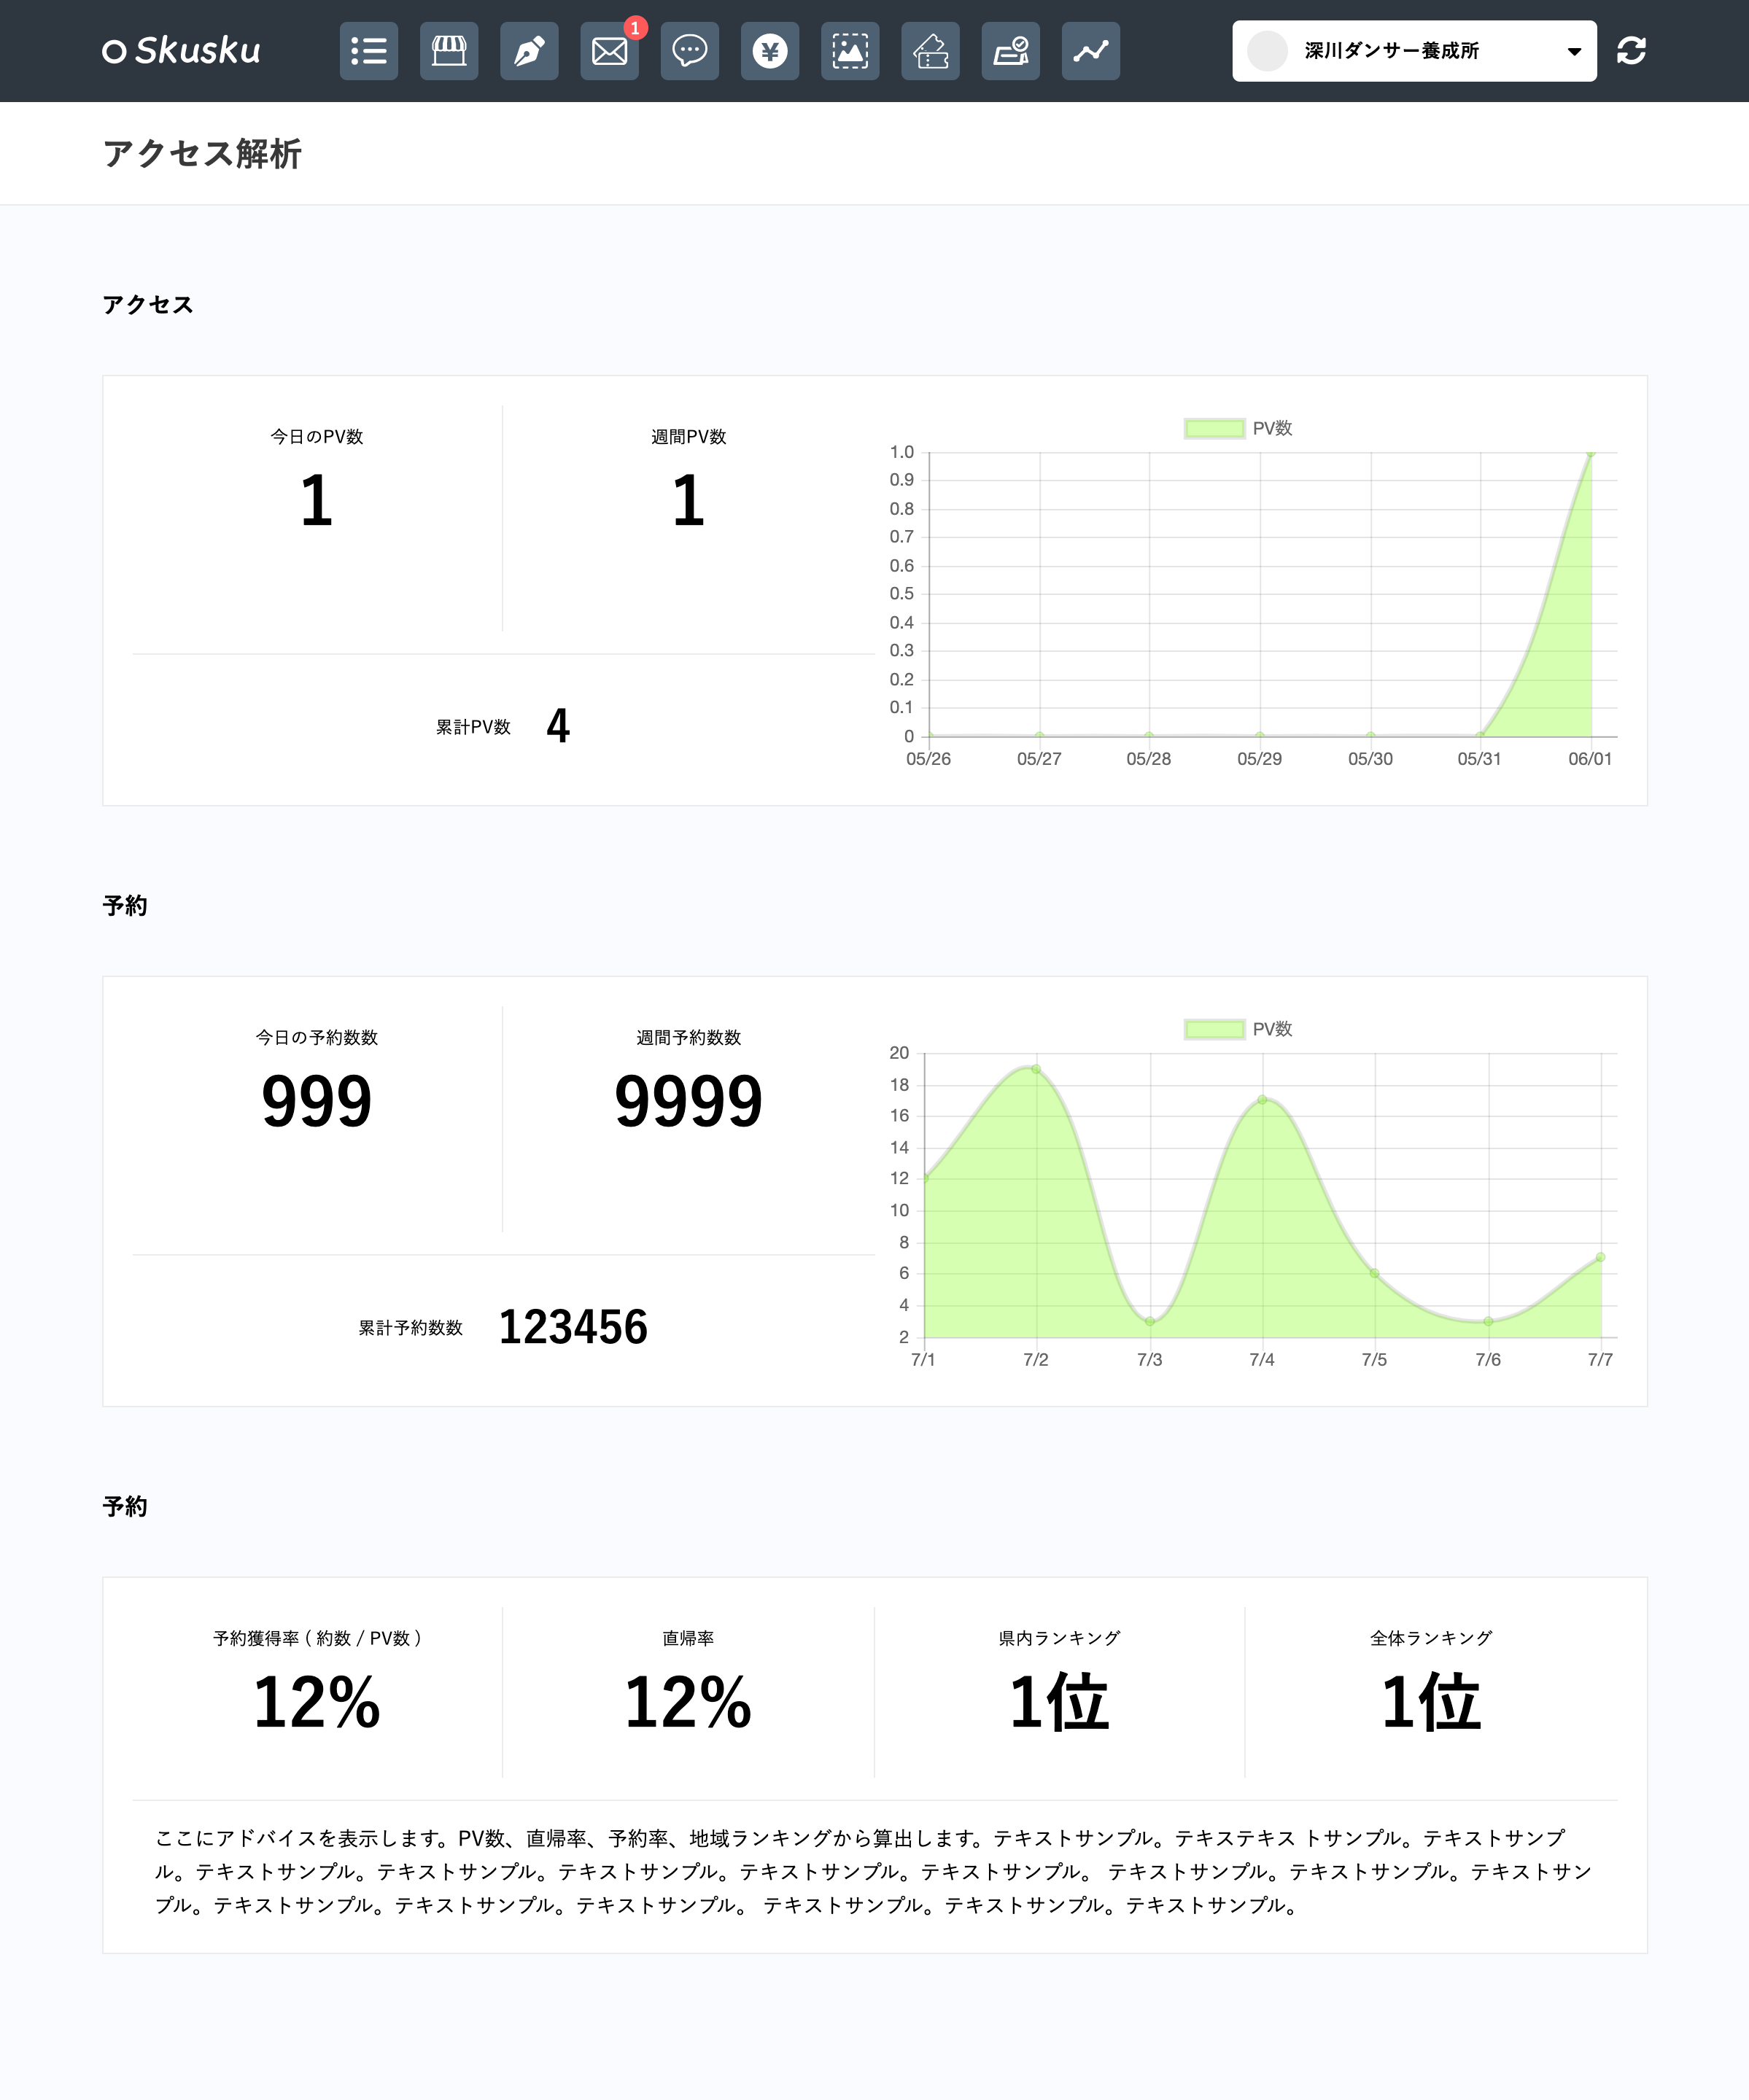 Skusku
1
深川ダンサー養成所
アクセス解析
アクセス
今日のPV数
1
週間PV数
1
累計PV数 4
PV数
1.0
0.9
0.8
0.7
0.6
0.5
0.4
0.3
0.2
0.1
0
05/26 05/27 05/28 05/29 05/30 05/31 06/01
予約
今日の予約数数
999
週間予約数数
9999
累計予約数数 123456
PV数
20
18
16
14
12
10
8
6
4
2
7/1 7/2 7/3 7/4 7/5 7/6 7/7
予約
予約獲得率 ( 約数 / PV数 )
12%
直帰率
12%
県内ランキング
1位
全体ランキング
1位
ここにアドバイスを表示します。PV数、直帰率、予約率、地域ランキングから算出します。テキストサンプル。テキステキス トサンプル。テキストサンプ
ル。テキストサンプル。テキストサンプル。テキストサンプル。テキストサンプル。テキストサンプル。 テキストサンプル。テキストサンプル。テキストサン
プル。テキストサンプル。テキストサンプル。テキストサンプル。 テキストサンプル。テキストサンプル。テキストサンプル。